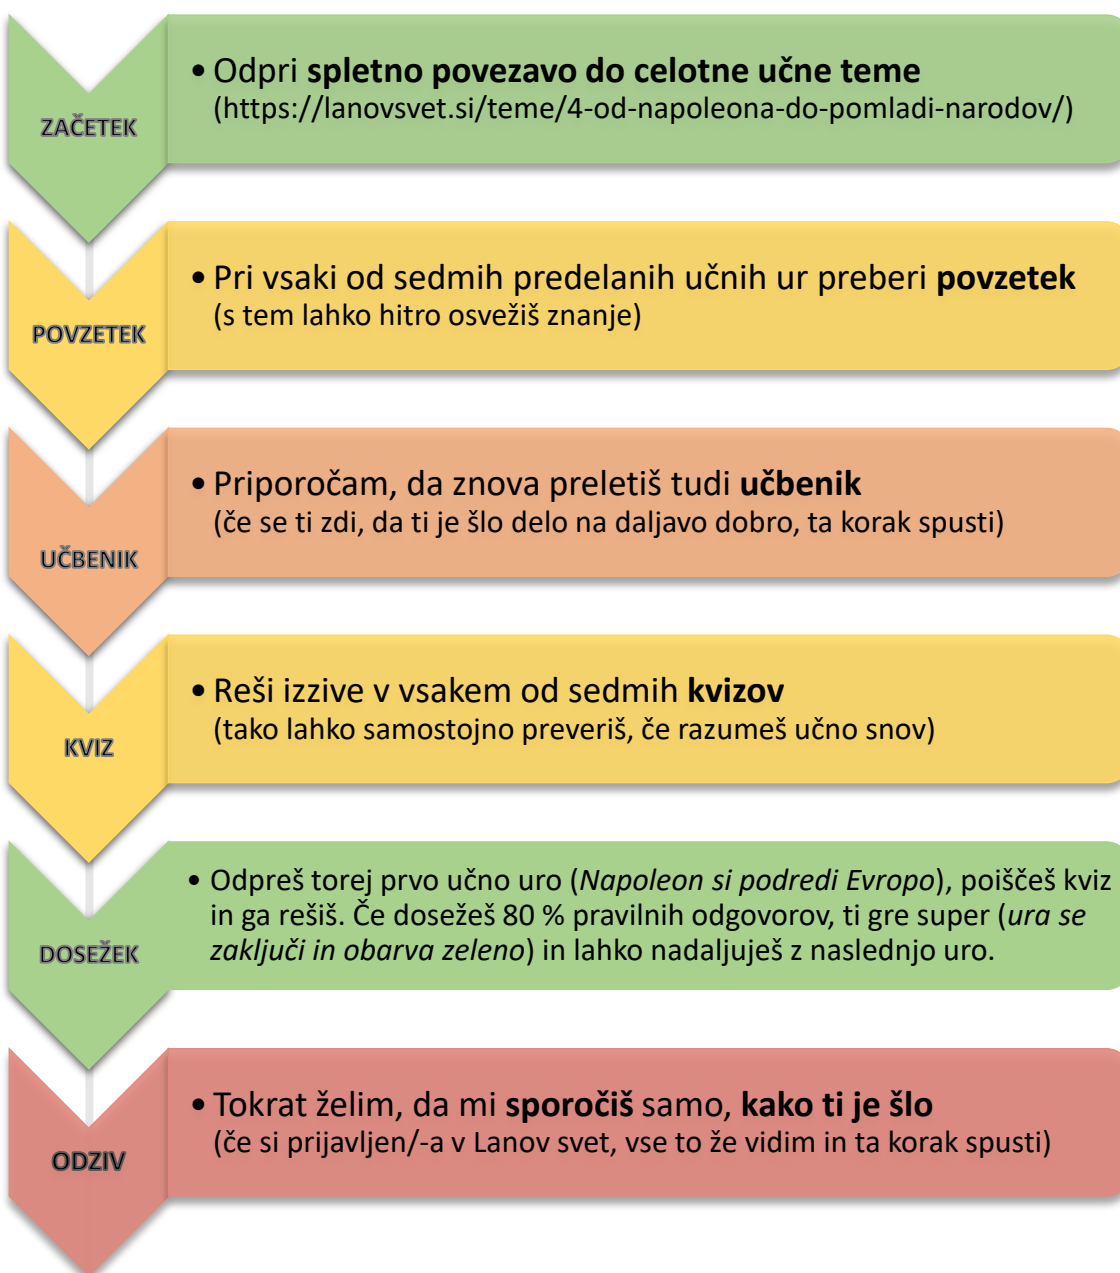 ZAČETEK
• Odpri spletno povezavo do celotne učne teme
(https://lanovsvet.si/teme/4-od-napoleona-do-pomladi-narodov/)
POVZETEK
• Pri vsaki od sedmih predelanih učnih ur preberi povzetek
(s tem lahko hitro osvežiš znanje)
UČBENIK
• Priporočam, da znova preletiš tudi učbenik
(če se ti zdi, da ti je šlo delo na daljavo dobro, ta korak spusti)
KVIZ
• Reši izzive v vsakem od sedmih kvizov
(tako lahko samostojno preveriš, če razumeš učno snov)
DOSEŽEK
• Odpreš torej prvo učno uro (Napoleon si podredi Evropo), poiščeš kviz
in ga rešiš. Če dosežeš 80 % pravilnih odgovorov, ti gre super (ura se
zaključi in obarva zeleno) in lahko nadaljuješ z naslednjo uro.
ODZIV
• Tokrat želim, da mi sporočiš samo, kako ti je šlo
(če si prijavljen/-a v Lanov svet, vse to že vidim in ta korak spusti)